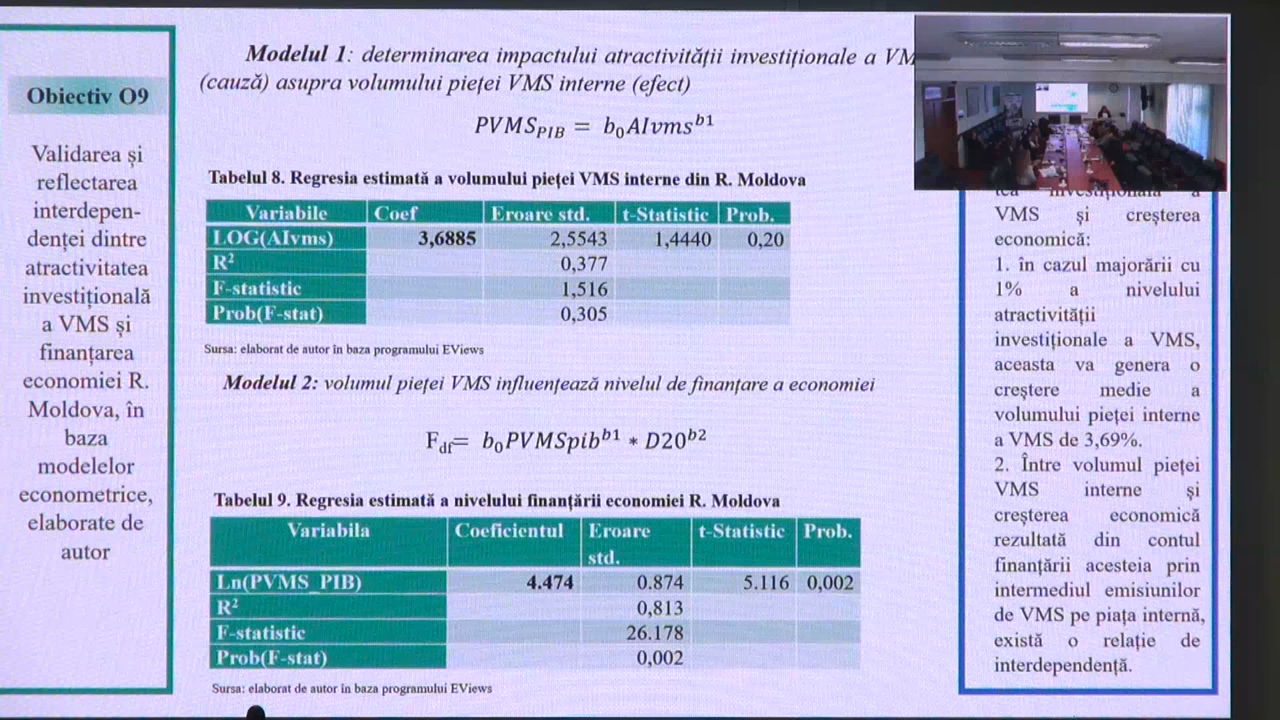 Obiectiv O9
Validarea și
reflectarea
interdepen-
denței dintre
atractivitatea
investițională
a VMS și
finanțarea
economiei R.
Moldova, în
baza
modelelor
econometrice,
elaborate de
autor
Modelul 1: determinarea impactului atractivității investiționale a VM
(cauză) asupra volumului pieței VMS interne (efect)
PVMS_PIB = b₀AIvms^b1
Tabelul 8. Regresia estimată a volumului pieței VMS interne din R. Moldova
Variabile Coef Eroare std. t-Statistic Prob.
LOG(AIvms) 3,6885 2,5543 1,4440 0,20
R² 0,377
F-statistic 1,516
Prob(F-stat) 0,305
Sursa: elaborat de autor în baza programului EViews
Modelul 2: volumul pieței VMS influențează nivelul de finanțare a economiei
F_df= b₀PVMSpib^b1 * D20^b2
Tabelul 9. Regresia estimată a nivelului finanțării economiei R. Moldova
Variabila Coeficientul Eroare std. t-Statistic Prob.
Ln(PVMS_PIB) 4.474 0.874 5.116 0,002
R² 0,813
F-statistic 26.178
Prob(F-stat) 0,002
Sursa: elaborat de autor în baza programului EViews
tea investițională a
VMS și creșterea
economică:
1. în cazul majorării cu
1% a nivelului
atractivității
investiționale a VMS,
aceasta va genera o
creștere medie a
volumului pieței interne
a VMS de 3,69%.
2. Între volumul pieței
VMS interne și
creșterea economică
rezultată din contul
finanțării acesteia prin
intermediul emisiunilor
de VMS pe piața internă,
există o relație de
interdependență.